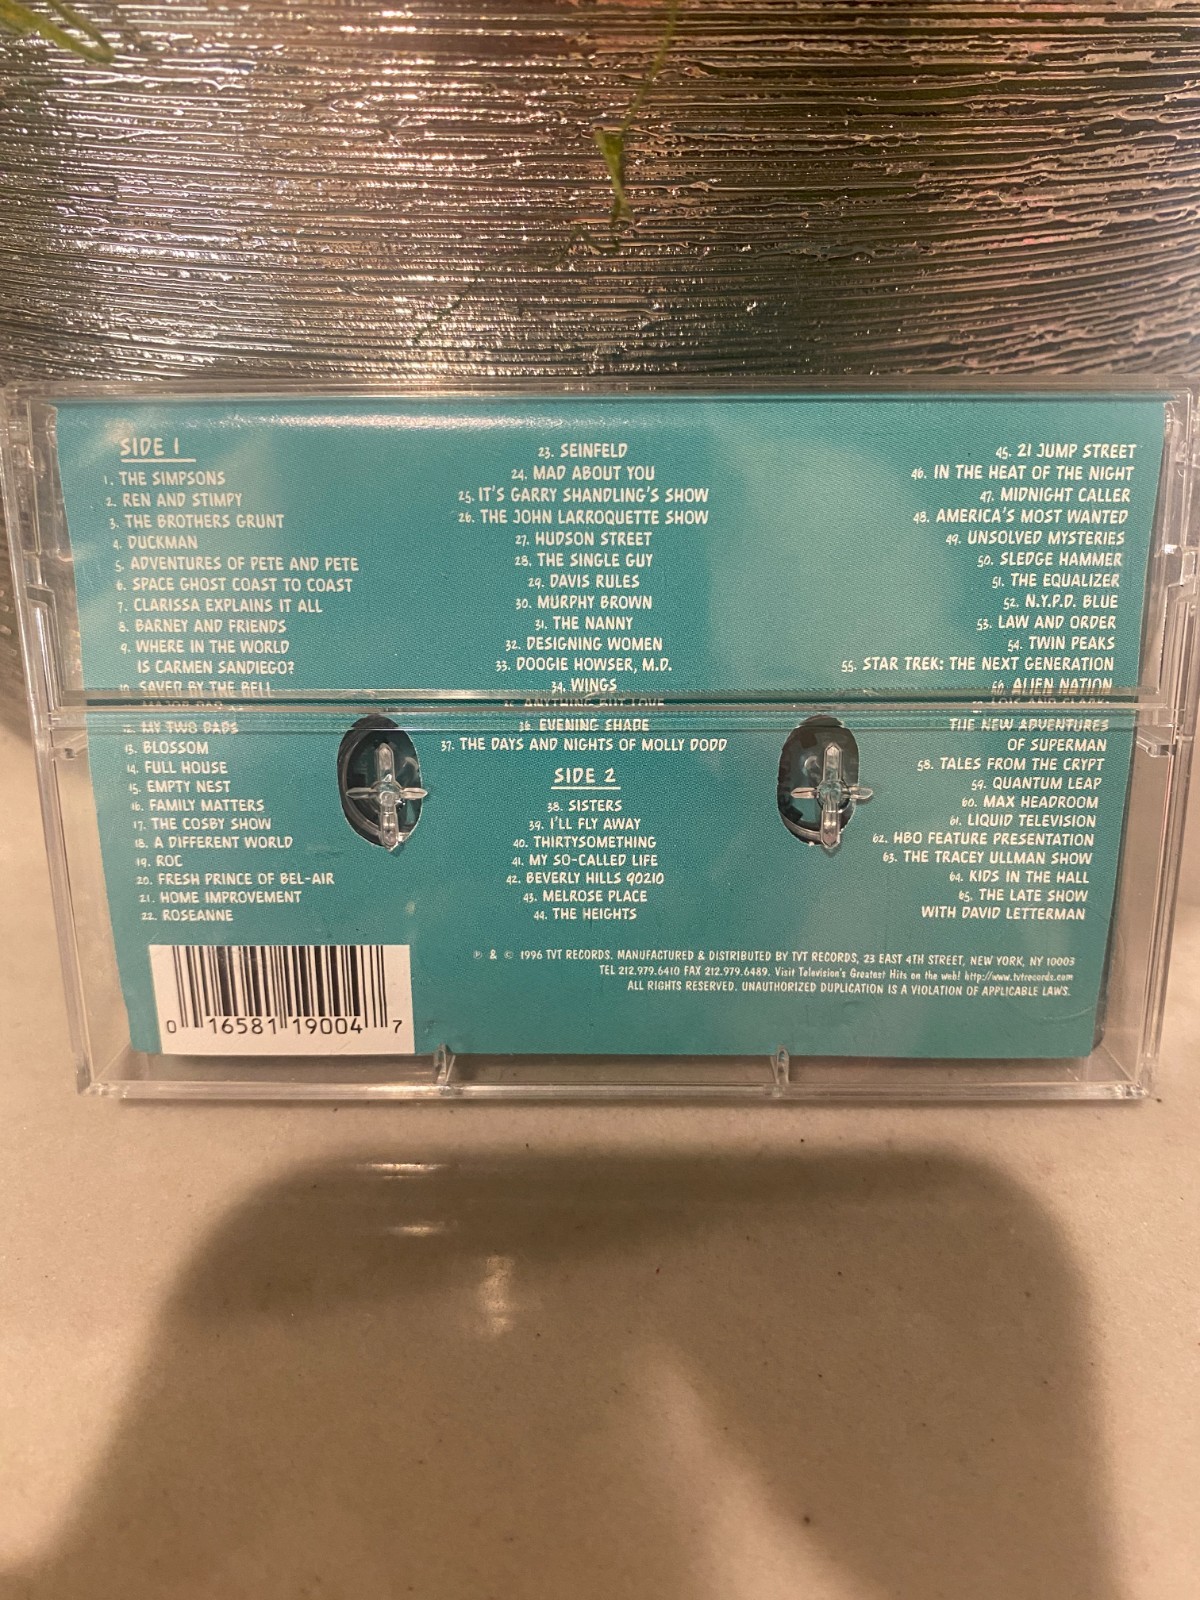 SIDE 1
1. THE SIMPSONS
2. REN AND STIMPY
3. THE BROTHERS GRUNT
4. DUCKMAN
5. ADVENTURES OF PETE AND PETE
6. SPACE GHOST COAST TO COAST
7. CLARISSA EXPLAINS IT ALL
8. BARNEY AND FRIENDS
9. WHERE IN THE WORLD
IS CARMEN SANDIEGO?
10. SAVED BY THE BELL
MAJOR DAD
12. MY TWO DADS
13. BLOSSOM
14. FULL HOUSE
15. EMPTY NEST
16. FAMILY MATTERS
17. THE COSBY SHOW
18. A DIFFERENT WORLD
19. ROC
20. FRESH PRINCE OF BEL-AIR
21. HOME IMPROVEMENT
22. ROSEANNE
23. SEINFELD
24. MAD ABOUT YOU
25. IT'S GARRY SHANDLING'S SHOW
26. THE JOHN LARROQUETTE SHOW
27. HUDSON STREET
28. THE SINGLE GUY
29. DAVIS RULES
30. MURPHY BROWN
31. THE NANNY
32. DESIGNING WOMEN
33. DOOGIE HOWSER, M.D.
34. WINGS
35. ANYTHING BUT LOVE
36. EVENING SHADE
37. THE DAYS AND NIGHTS OF MOLLY DODD
SIDE 2
38. SISTERS
39. I'LL FLY AWAY
40. THIRTYSOMETHING
41. MY SO-CALLED LIFE
42. BEVERLY HILLS 90210
43. MELROSE PLACE
44. THE HEIGHTS
45. 21 JUMP STREET
46. IN THE HEAT OF THE NIGHT
47. MIDNIGHT CALLER
48. AMERICA'S MOST WANTED
49. UNSOLVED MYSTERIES
50. SLEDGE HAMMER
51. THE EQUALIZER
52. N.Y.P.D. BLUE
53. LAW AND ORDER
54. TWIN PEAKS
55. STAR TREK: THE NEXT GENERATION
56. ALIEN NATION
LOIS AND CLARK:
THE NEW ADVENTURES
OF SUPERMAN
58. TALES FROM THE CRYPT
59. QUANTUM LEAP
60. MAX HEADROOM
61. LIQUID TELEVISION
62. HBO FEATURE PRESENTATION
63. THE TRACEY ULLMAN SHOW
64. KIDS IN THE HALL
65. THE LATE SHOW
WITH DAVID LETTERMAN
℗ & © 1996 TVT RECORDS. MANUFACTURED & DISTRIBUTED BY TVT RECORDS, 23 EAST 4TH STREET, NEW YORK, NY 10003
TEL 212.979.6410 FAX 212.979.6489. Visit Television's Greatest Hits on the web! http://www.tvtrecords.com
ALL RIGHTS RESERVED. UNAUTHORIZED DUPLICATION IS A VIOLATION OF APPLICABLE LAWS.
0 16581 19004 7